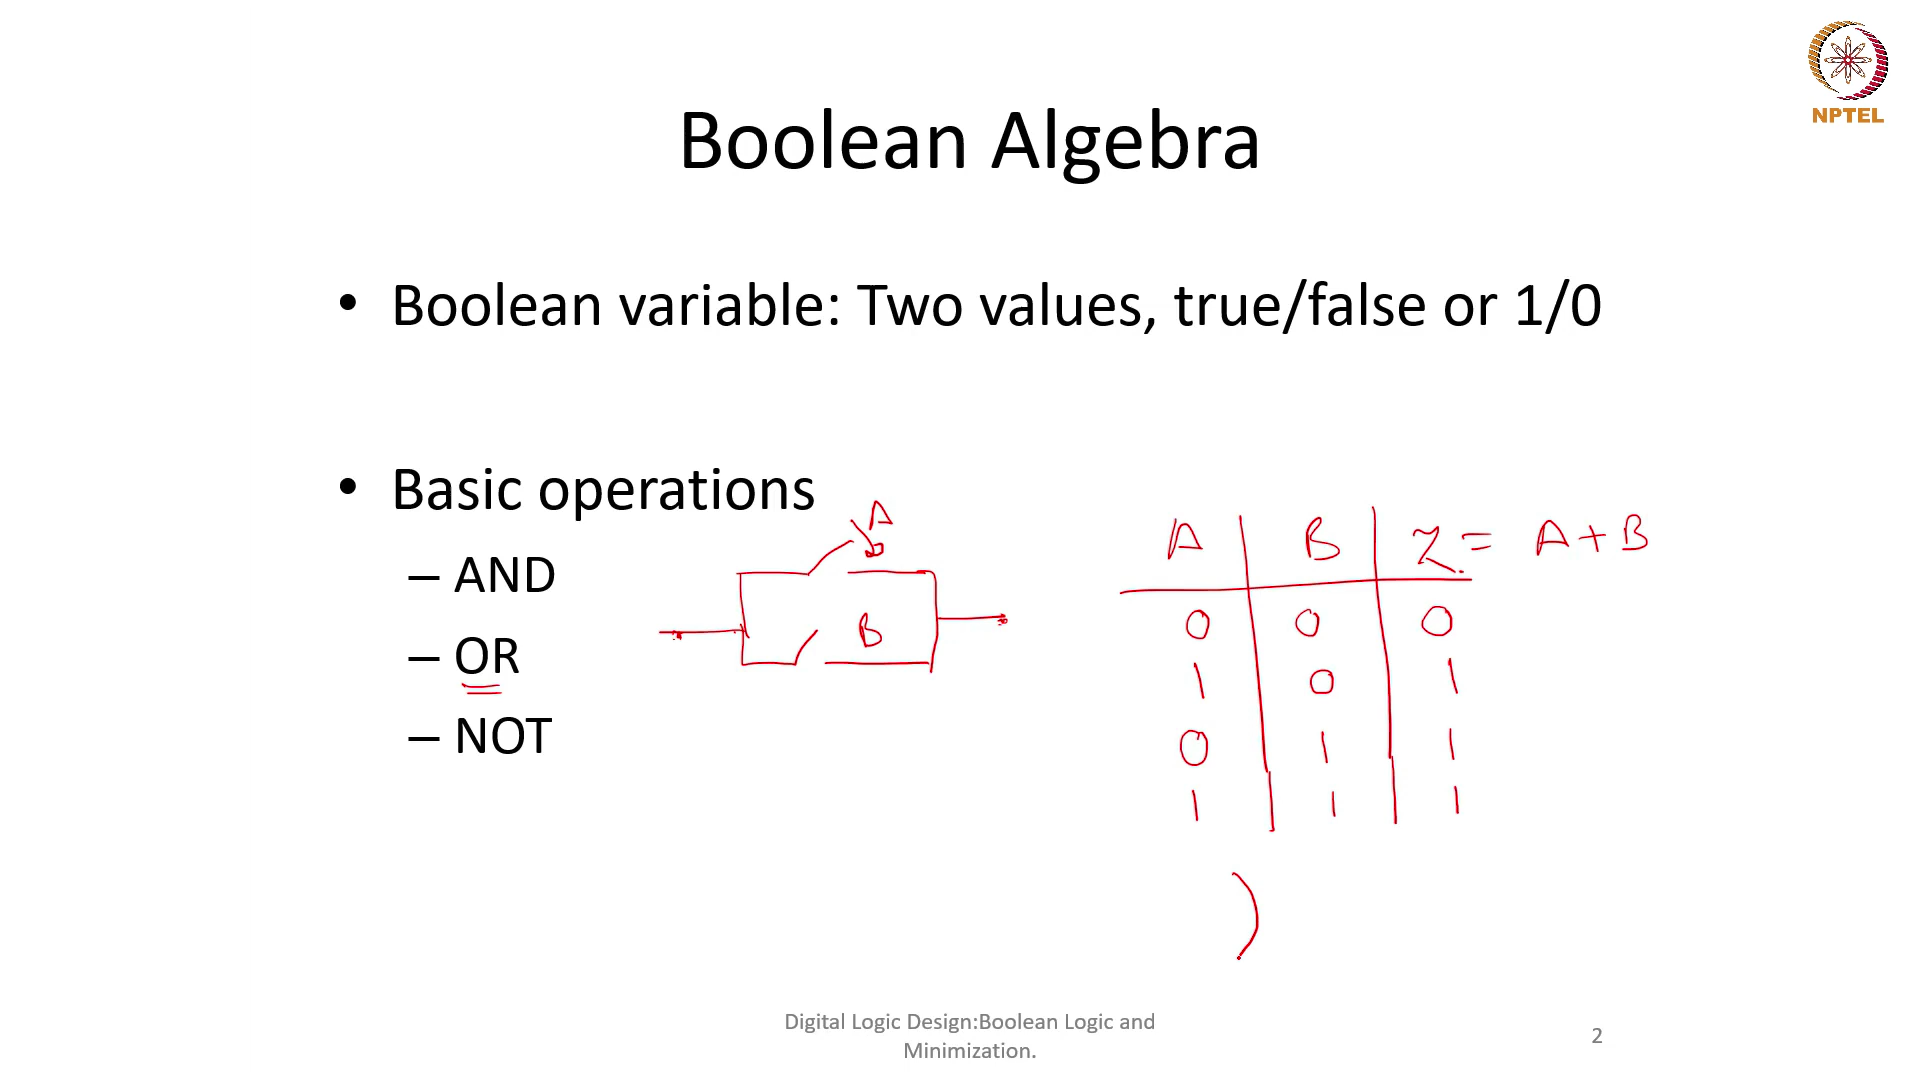 NPTEL
Boolean Algebra
• Boolean variable: Two values, true/false or 1/0
• Basic operations
– AND
– OR
– NOT
A
B
A B Z = A + B
0 0 0
1 0 1
0 1 1
1 1 1
)
Digital Logic Design:Boolean Logic and
Minimization.
2